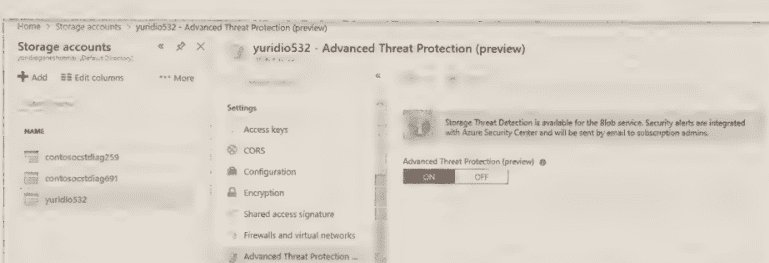 Home > Storage accounts > yuridio532 - Advanced Threat Protection (preview)
Storage accounts
yuridio532 - Advanced Threat Protection (preview)
Add
Edit columns
More
NAME
contosocstdiag259
contosocstdiag691
yuridio532
Settings
Access keys
CORS
Configuration
Encryption
Shared access signature
Firewalls and virtual networks
Advanced Threat Protection ...
Storage Threat Detection is available for the Blob service. Security alerts are integrated
with Azure Security Center and will be sent by email to subscription admins.
Advanced Threat Protection (preview)
ON OFF